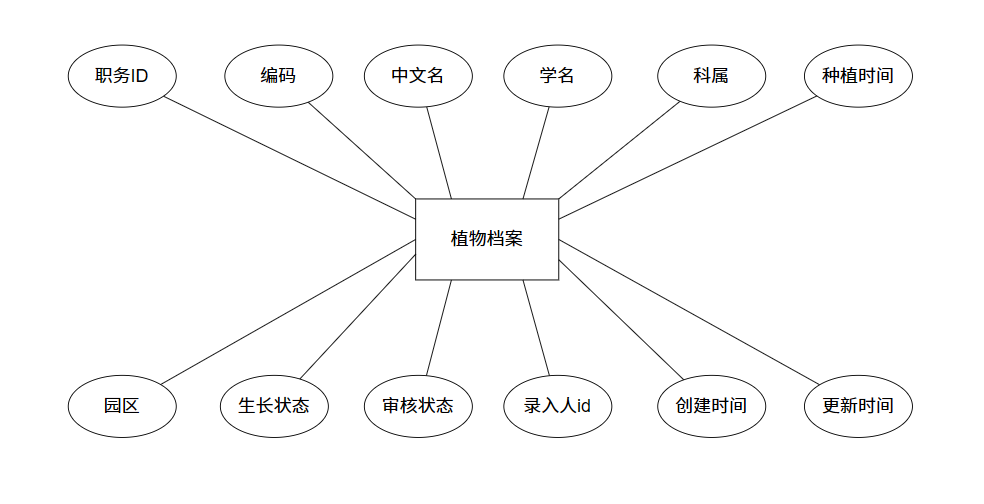 职务ID
编码
中文名
学名
科属
种植时间
植物档案
园区
生长状态
审核状态
录入人id
创建时间
更新时间